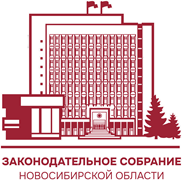 ЗАКОНОДАТЕЛЬНОЕ СОБРАНИЕ
НОВОСИБИРСКОЙ ОБЛАСТИ